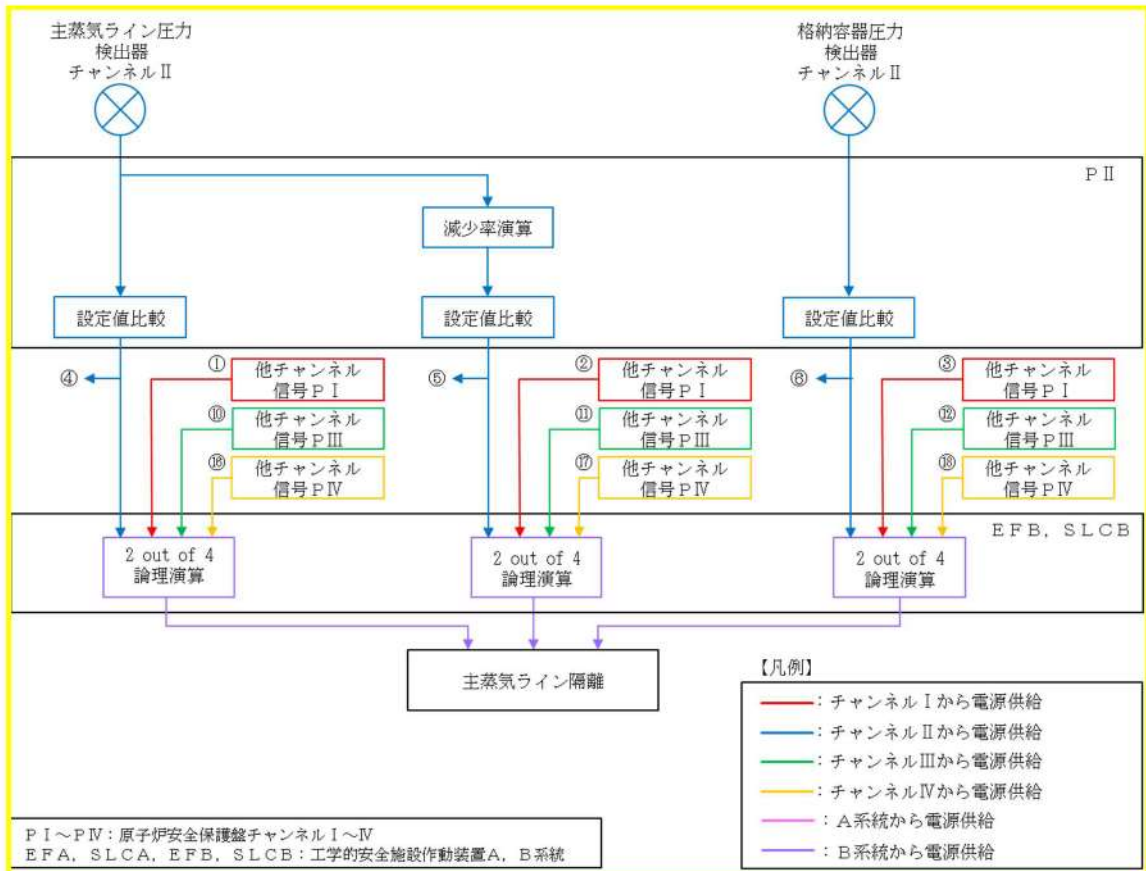 主蒸気ライン圧力
検出器
チャンネルⅡ
格納容器圧力
検出器
チャンネルⅡ
PⅡ
減少率演算
設定値比較
設定値比較
設定値比較
④
①
他チャンネル
信号PⅠ
⑩
他チャンネル
信号PⅢ
⑯
他チャンネル
信号PⅣ
⑤
②
他チャンネル
信号PⅠ
⑪
他チャンネル
信号PⅢ
⑰
他チャンネル
信号PⅣ
⑥
③
他チャンネル
信号PⅠ
⑫
他チャンネル
信号PⅢ
⑱
他チャンネル
信号PⅣ
EFB, SLCB
2 out of 4
論理演算
2 out of 4
論理演算
2 out of 4
論理演算
主蒸気ライン隔離
【凡例】
:チャンネルⅠから電源供給
:チャンネルⅡから電源供給
:チャンネルⅢから電源供給
:チャンネルⅣから電源供給
:A系統から電源供給
:B系統から電源供給
PⅠ～PⅣ:原子炉安全保護盤チャンネルⅠ～Ⅳ
EFA, SLCA, EFB, SLCB:工学的安全施設作動装置A, B系統